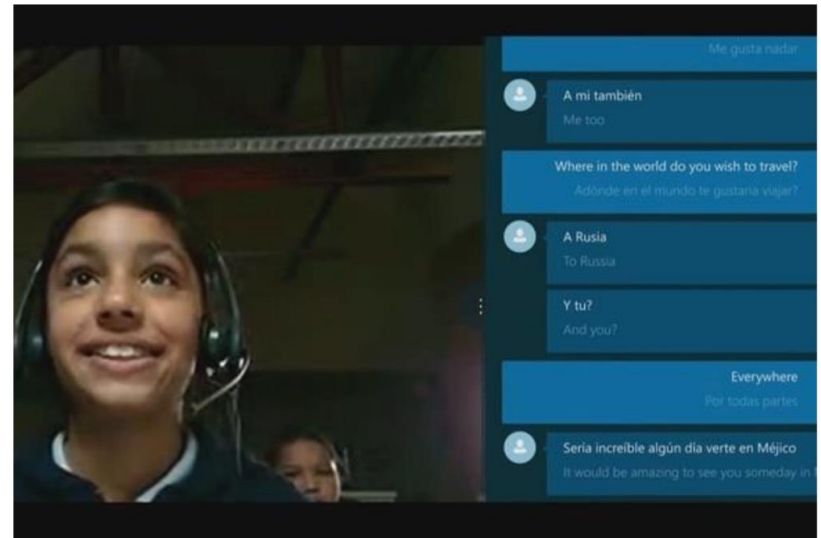 Me gusta nadar
A mi también
Me too
Where in the world do you wish to travel?
Adónde en el mundo te gustaría viajar?
A Rusia
To Russia
Y tu?
And you?
Everywhere
Por todas partes
Sería increíble algún día verte en Méjico
It would be amazing to see you someday in